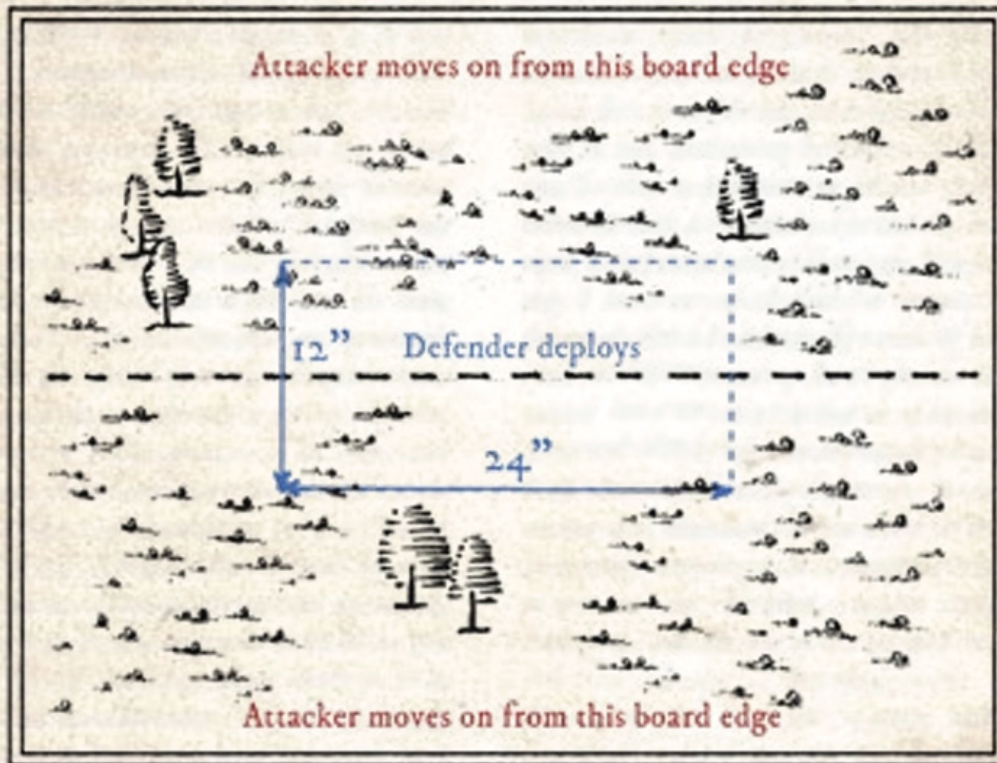 Attacker moves on from this board edge
12” Defender deploys
24”
Attacker moves on from this board edge